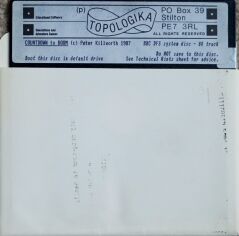 (p)
TOPOLOGIKA
PO Box 39
Stilton
PE7 3RL
ALL RIGHTS RESERVED
Educational Software
COUNTDOWN to DOOM (c) Peter Killworth 1987
BBC DFS system disc - 80 track
Do NOT save to this disc.
Boot this disc in default drive
See Technical Hints sheet for advice.